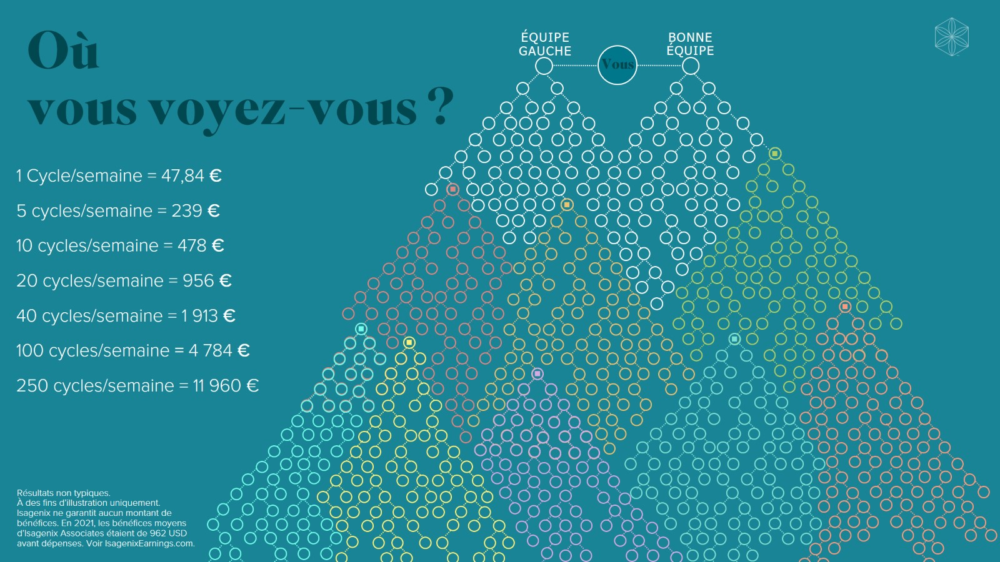 Où
vous voyez-vous ?
ÉQUIPE
GAUCHE
Vous
BONNE
ÉQUIPE
1 Cycle/semaine = 47,84 €
5 cycles/semaine = 239 €
10 cycles/semaine = 478 €
20 cycles/semaine = 956 €
40 cycles/semaine = 1 913 €
100 cycles/semaine = 4 784 €
250 cycles/semaine = 11 960 €
Résultats non typiques.
À des fins d’illustration uniquement.
Isagenix ne garantit aucun montant de
bénéfices. En 2021, les bénéfices moyens
d’Isagenix Associates étaient de 962 USD
avant dépenses. Voir IsagenixEarnings.com.